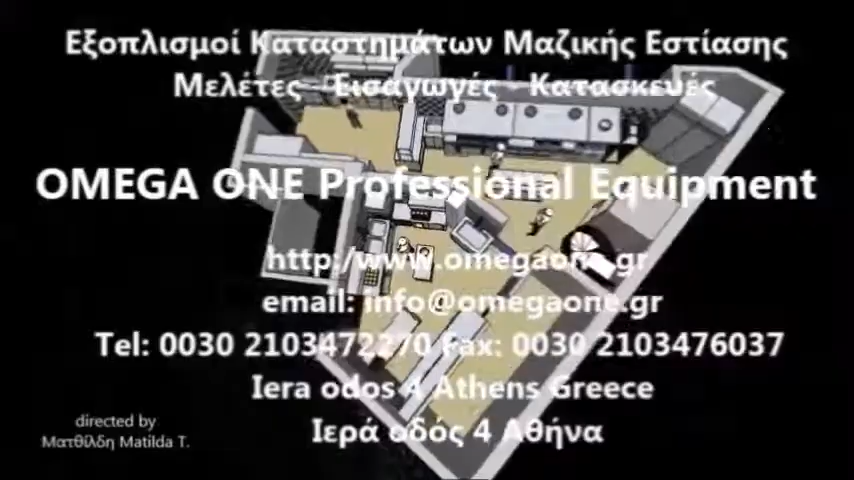 Εξοπλισμοί Καταστημάτων Μαζικής Εστίασης
Μελέτες - Εισαγωγές - Κατασκευές
OMEGA ONE Professional Equipment
http:/www.omegaone.gr
email: info@omegaone.gr
Tel: 0030 2103472270 Fax: 0030 2103476037
Iera odos 4 Athens Greece
Ιερά οδός 4 Αθήνα
directed by
Ματθίλδη Matilda T.